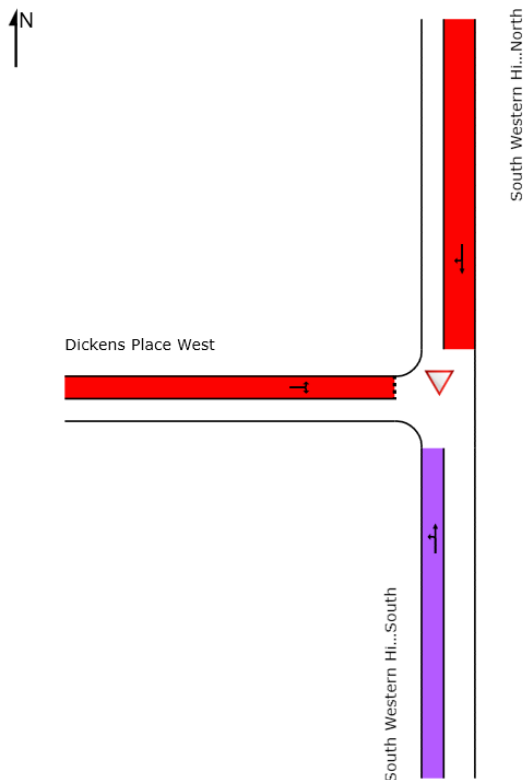 N
South Western Hi...North
Dickens Place West
South Western Hi...South